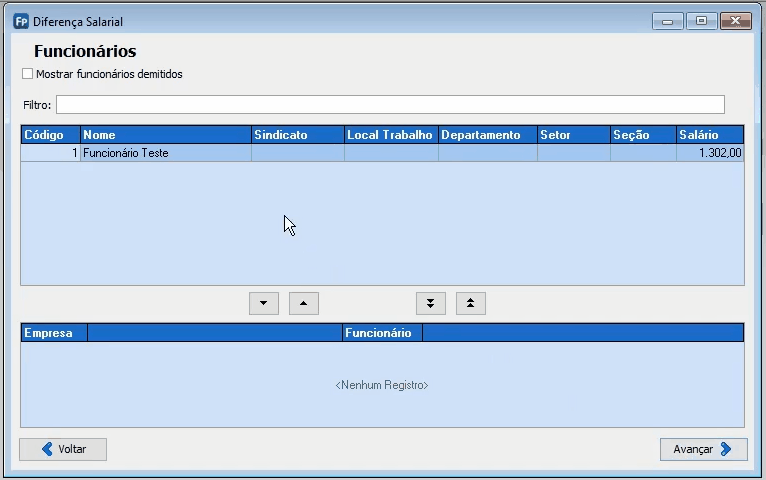 Fp Diferença Salarial
Funcionários
Mostrar funcionários demitidos
Filtro:
Código Nome Sindicato Local Trabalho Departamento Setor Seção Salário
1 Funcionário Teste 1.302,00
Empresa Funcionário
<Nenhum Registro>
Voltar Avançar